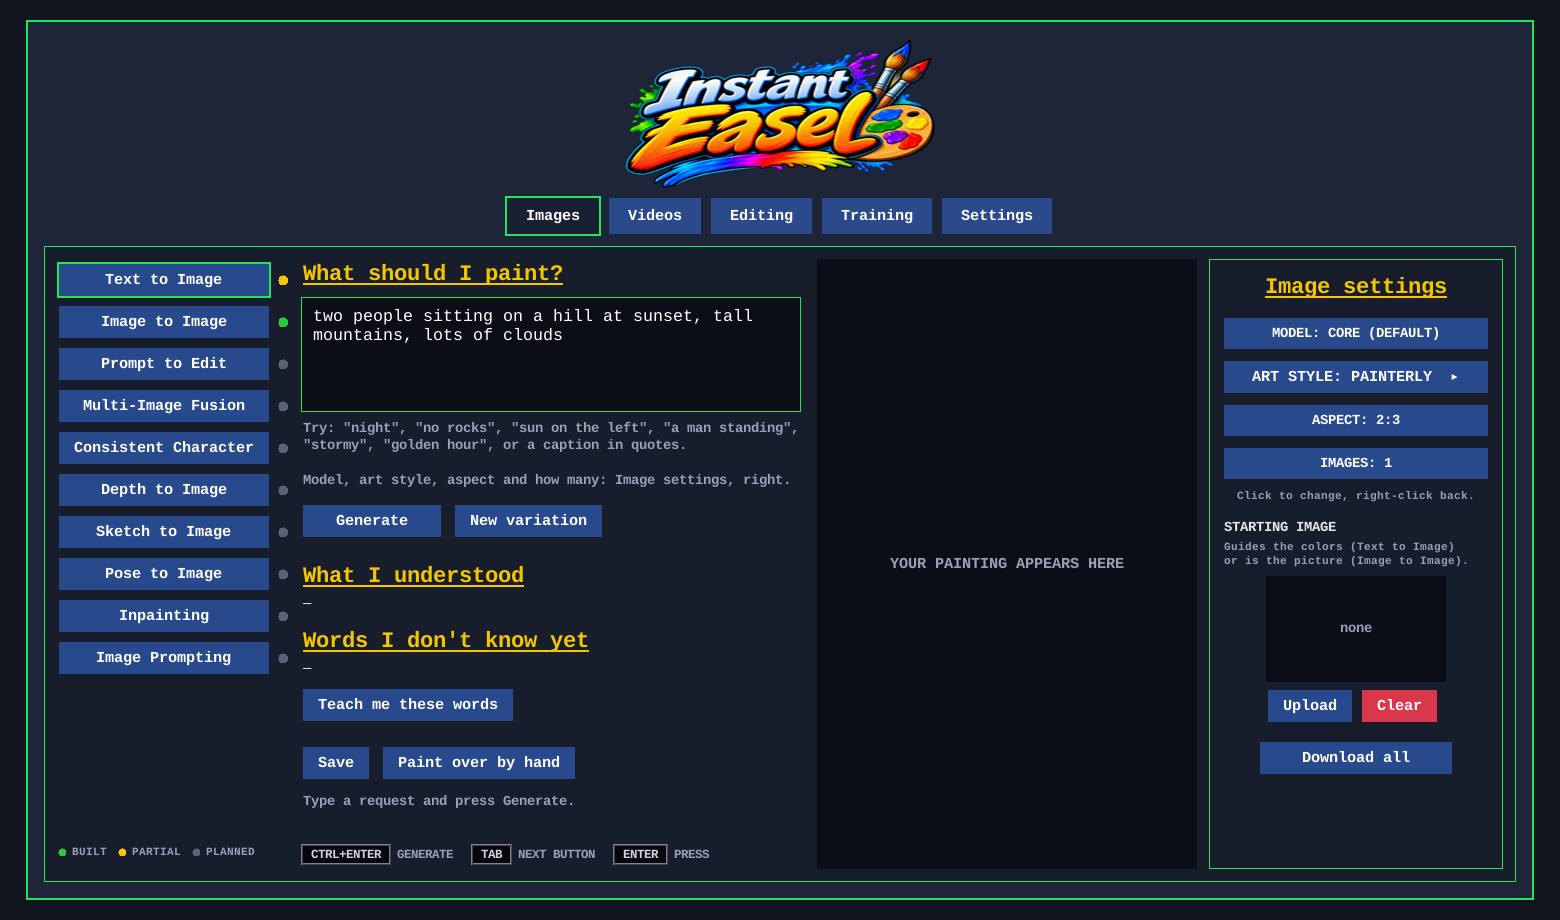 Instant
Easel
Images
Videos
Editing
Training
Settings
Text to Image
Image to Image
Prompt to Edit
Multi-Image Fusion
Consistent Character
Depth to Image
Sketch to Image
Pose to Image
Inpainting
Image Prompting
BUILT
PARTIAL
PLANNED
What should I paint?
two people sitting on a hill at sunset, tall
mountains, lots of clouds
Try: "night", "no rocks", "sun on the left", "a man standing",
"stormy", "golden hour", or a caption in quotes.
Model, art style, aspect and how many: Image settings, right.
Generate
New variation
What I understood
—
Words I don't know yet
—
Teach me these words
Save
Paint over by hand
Type a request and press Generate.
CTRL+ENTER GENERATE
TAB NEXT BUTTON
ENTER PRESS
YOUR PAINTING APPEARS HERE
Image settings
MODEL: CORE (DEFAULT)
ART STYLE: PAINTERLY ▸
ASPECT: 2:3
IMAGES: 1
Click to change, right-click back.
STARTING IMAGE
Guides the colors (Text to Image)
or is the picture (Image to Image).
none
Upload
Clear
Download all